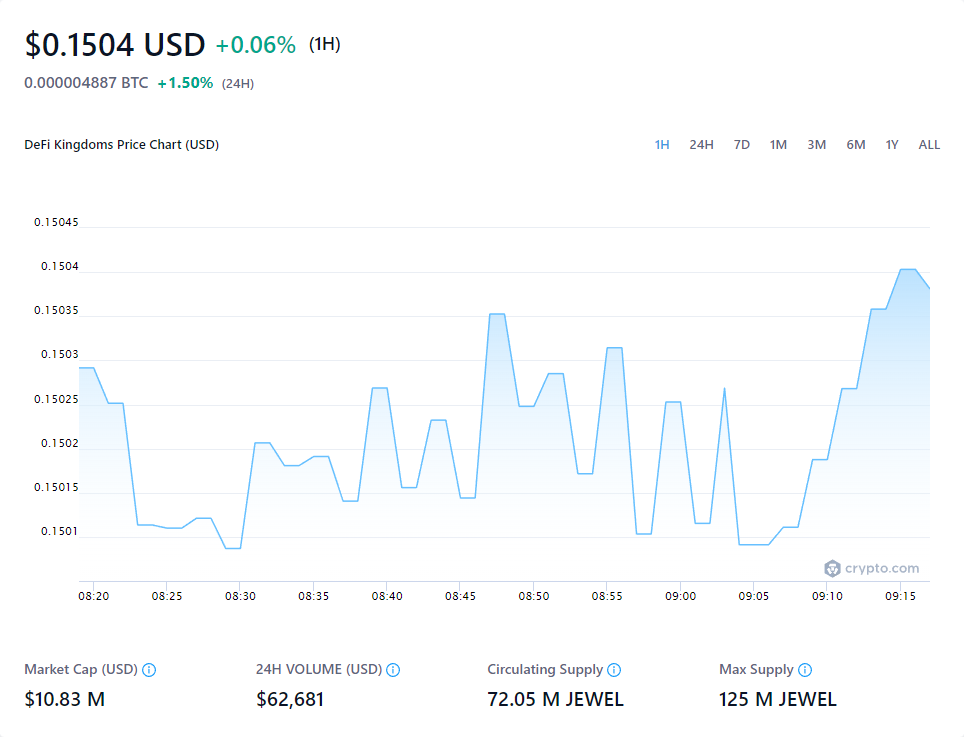 $0.1504 USD +0.06% (1H)
0.000004887 BTC +1.50% (24H)
DeFi Kingdoms Price Chart (USD) 1H 24H 7D 1M 3M 6M 1Y ALL
0.15045
0.1504
0.15035
0.1503
0.15025
0.1502
0.15015
0.1501
crypto.com
08:20 08:25 08:30 08:35 08:40 08:45 08:50 08:55 09:00 09:05 09:10 09:15
Market Cap (USD) 24H VOLUME (USD) Circulating Supply Max Supply
$10.83 M $62,681 72.05 M JEWEL 125 M JEWEL